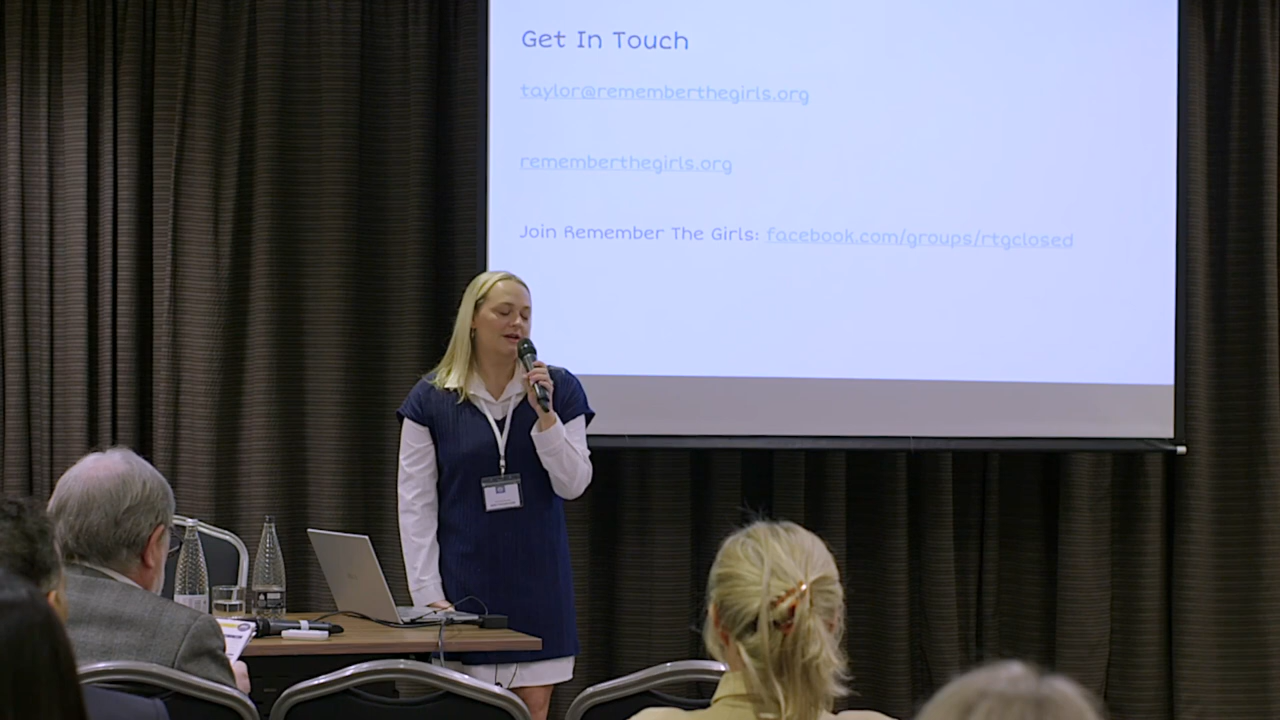 Get In Touch
taylor@rememberthegirls.org
rememberthegirls.org
Join Remember The Girls: facebook.com/groups/rtgclosed